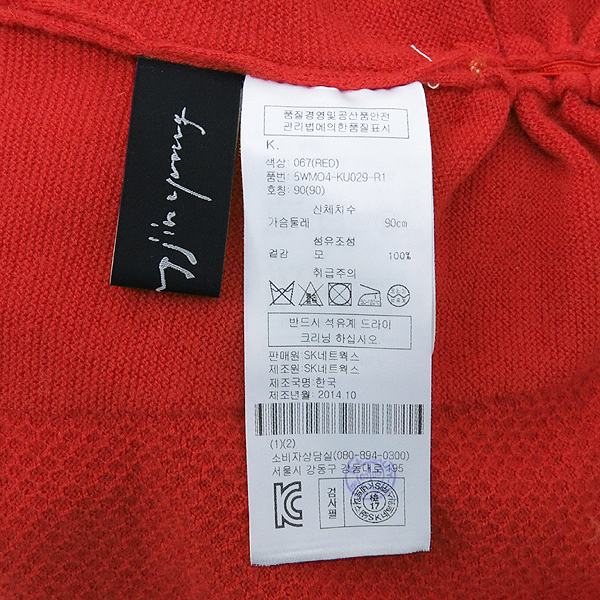 품질경영및공산품안전
관리법에의한품질표시
K.
색상: 067(RED)
품번: 5WM04-KU029-R1
호칭: 90(90)
신체치수
가슴둘레 90cm
섬유조성
겉감 모 100%
취급주의
반드시 석유계 드라이
크리닝 하십시오.
판매원:SK네트웍스
제조원:SK네트웍스
제조국명:한국
제조년월:2014.10
(1)(2)
소비자상담실(080-894-0300)
서울시 강동구 강동대로 195
검사필
17